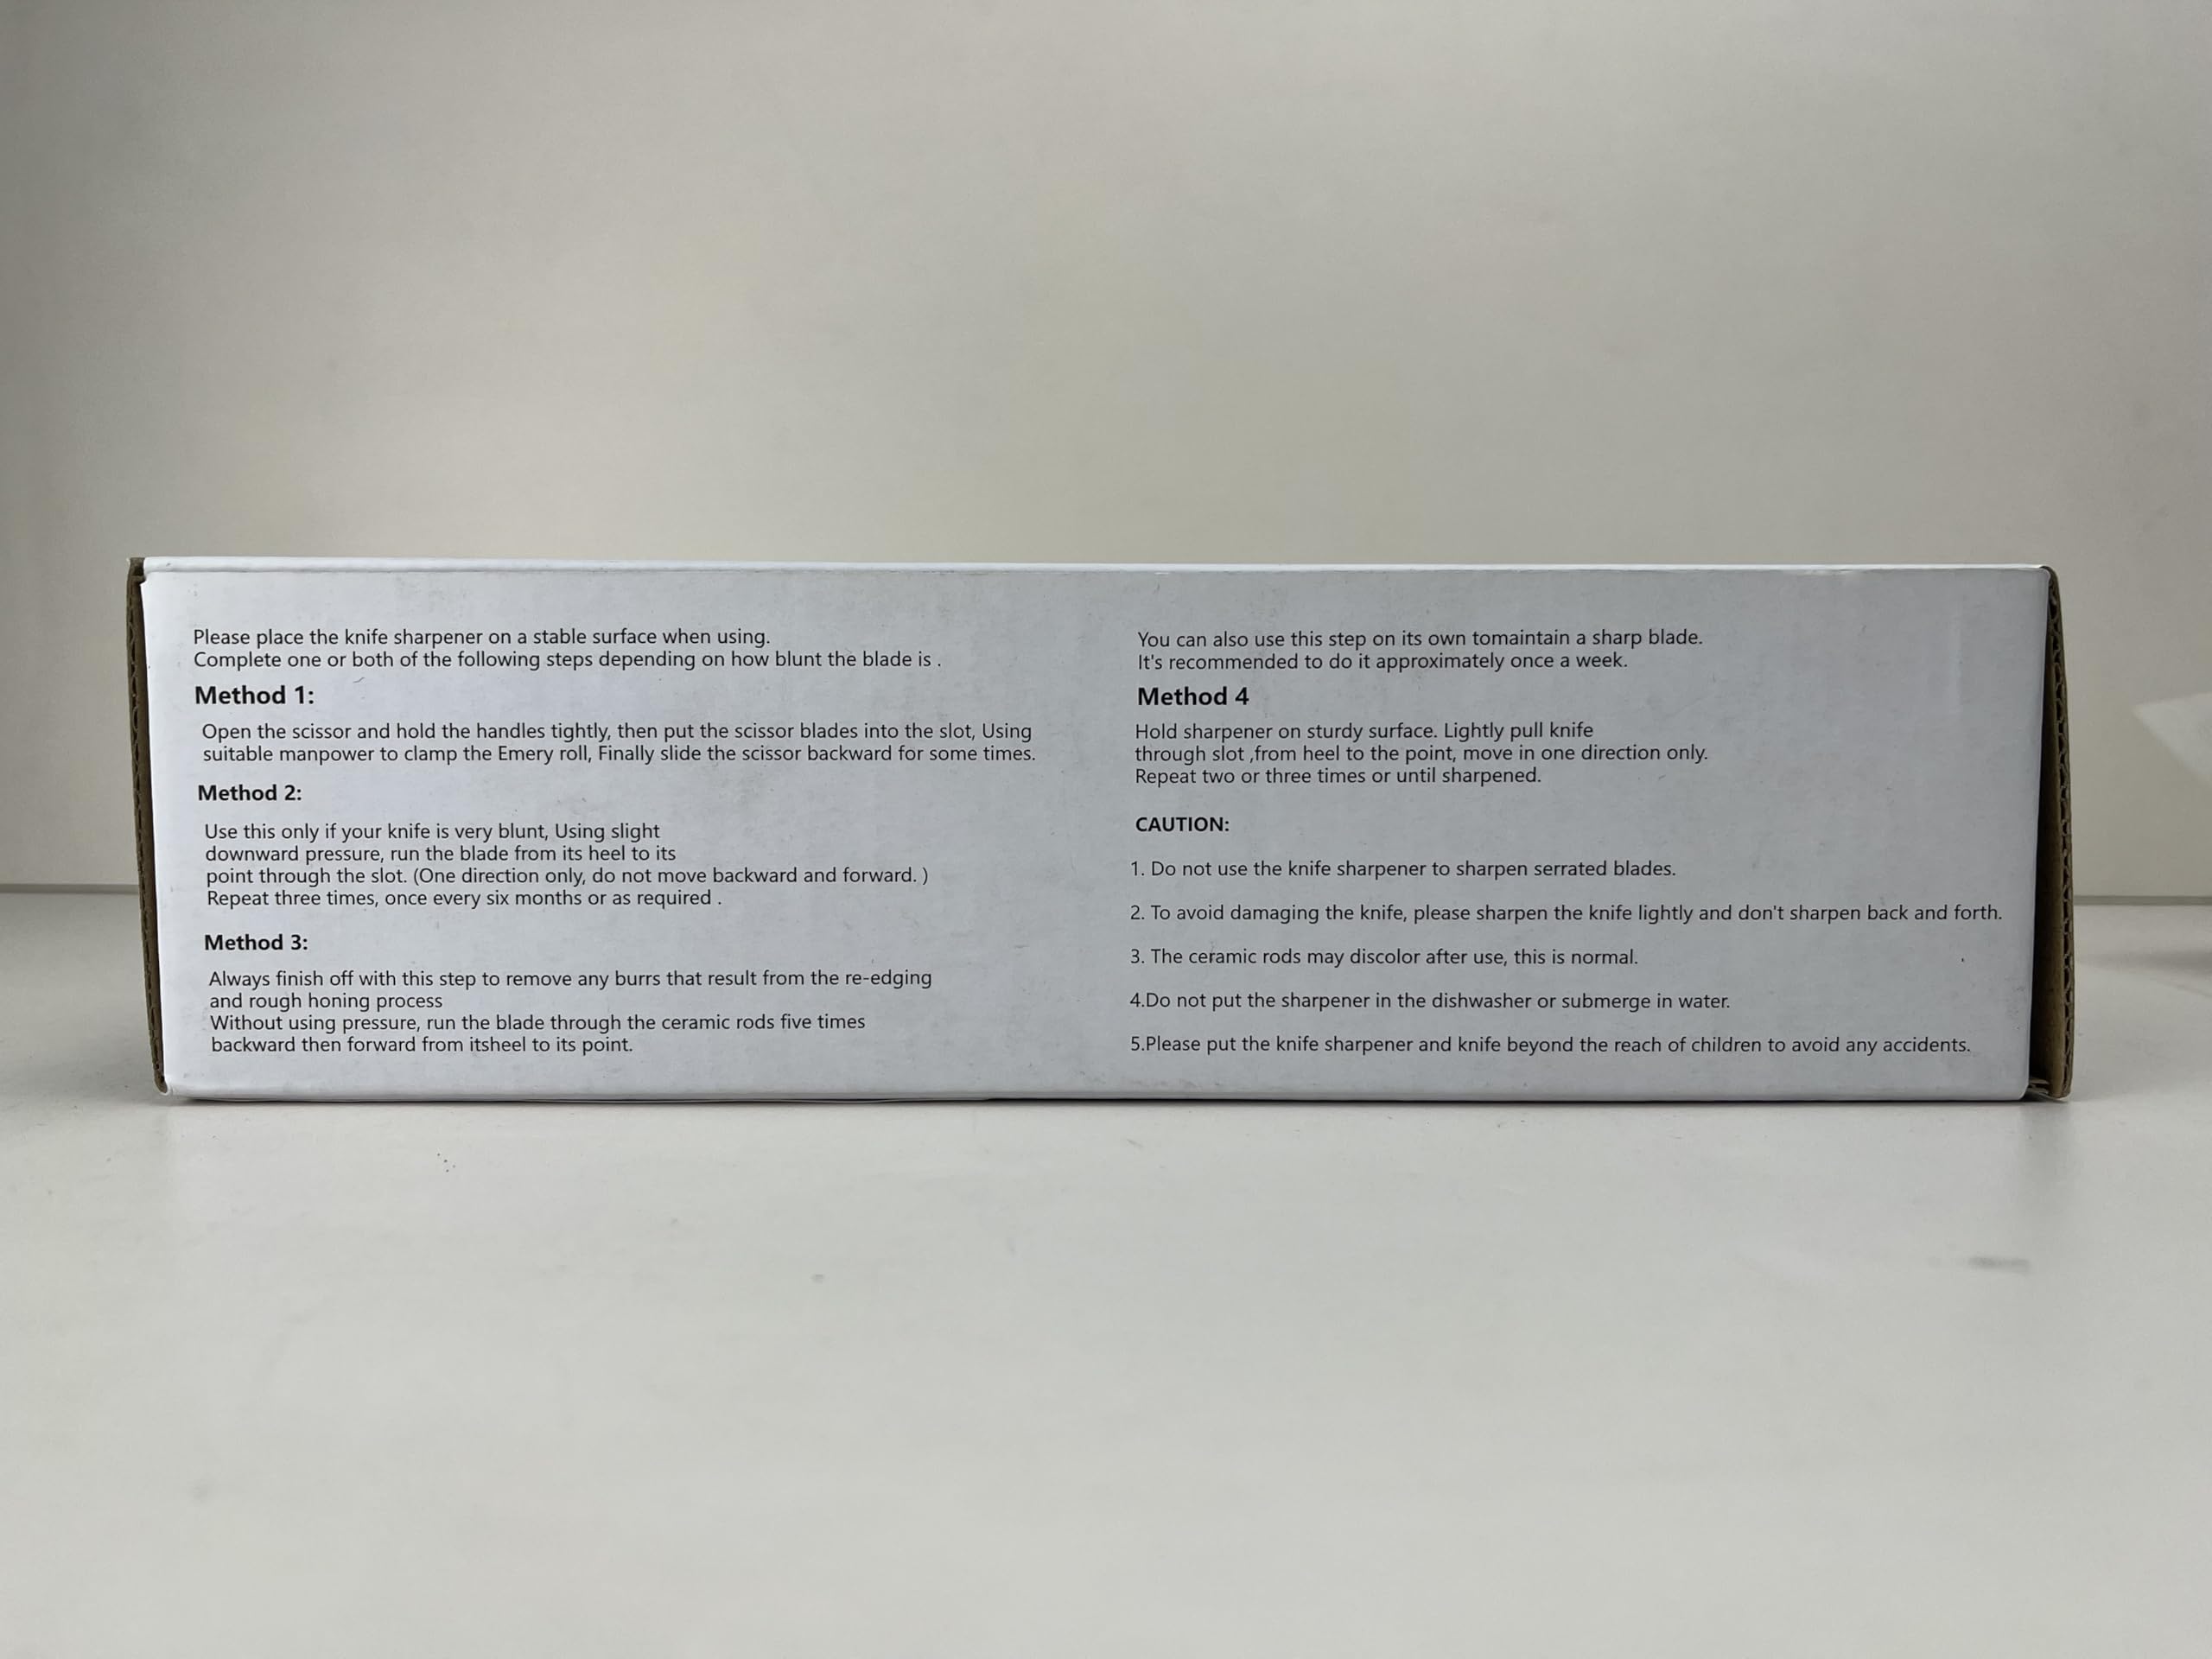 Please place the knife sharpener on a stable surface when using.
Complete one or both of the following steps depending on how blunt the blade is .
Method 1:
Open the scissor and hold the handles tightly, then put the scissor blades into the slot, Using
suitable manpower to clamp the Emery roll, Finally slide the scissor backward for some times.
Method 2:
Use this only if your knife is very blunt, Using slight
downward pressure, run the blade from its heel to its
point through the slot. (One direction only, do not move backward and forward. )
Repeat three times, once every six months or as required .
Method 3:
Always finish off with this step to remove any burrs that result from the re-edging
and rough honing process
Without using pressure, run the blade through the ceramic rods five times
backward then forward from itsheel to its point.
You can also use this step on its own tomaintain a sharp blade.
It's recommended to do it approximately once a week.
Method 4
Hold sharpener on sturdy surface. Lightly pull knife
through slot ,from heel to the point, move in one direction only.
Repeat two or three times or until sharpened.
CAUTION:
1. Do not use the knife sharpener to sharpen serrated blades.
2. To avoid damaging the knife, please sharpen the knife lightly and don't sharpen back and forth.
3. The ceramic rods may discolor after use, this is normal.
4.Do not put the sharpener in the dishwasher or submerge in water.
5.Please put the knife sharpener and knife beyond the reach of children to avoid any accidents.